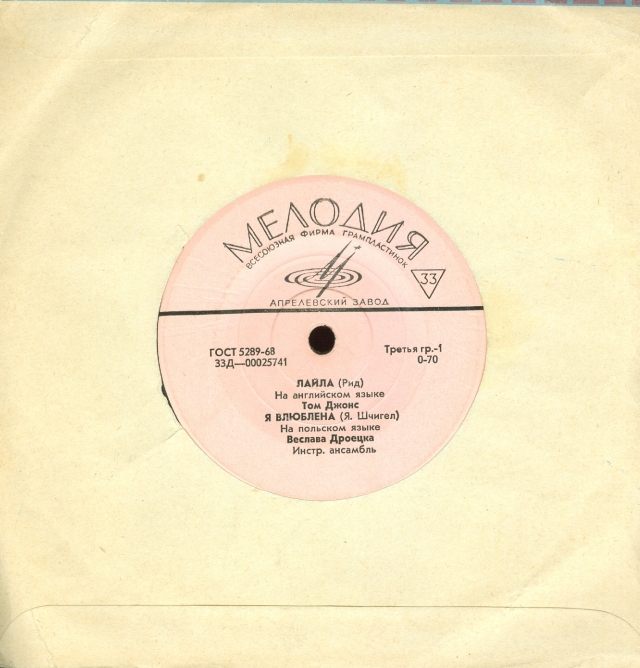 МЕЛОДИЯ
ВСЕСОЮЗНАЯ ФИРМА ГРАМПЛАСТИНОК
33
АПРЕЛЕВСКИЙ ЗАВОД
ГОСТ 5289-68 Третья гр.-1
33Д—00025741 0-70
ЛАЙЛА (Рид)
На английском языке
Том Джонс
Я ВЛЮБЛЕНА (Я. Шчигел)
На польском языке
Веслава Дроецка
Инстр. ансамбль